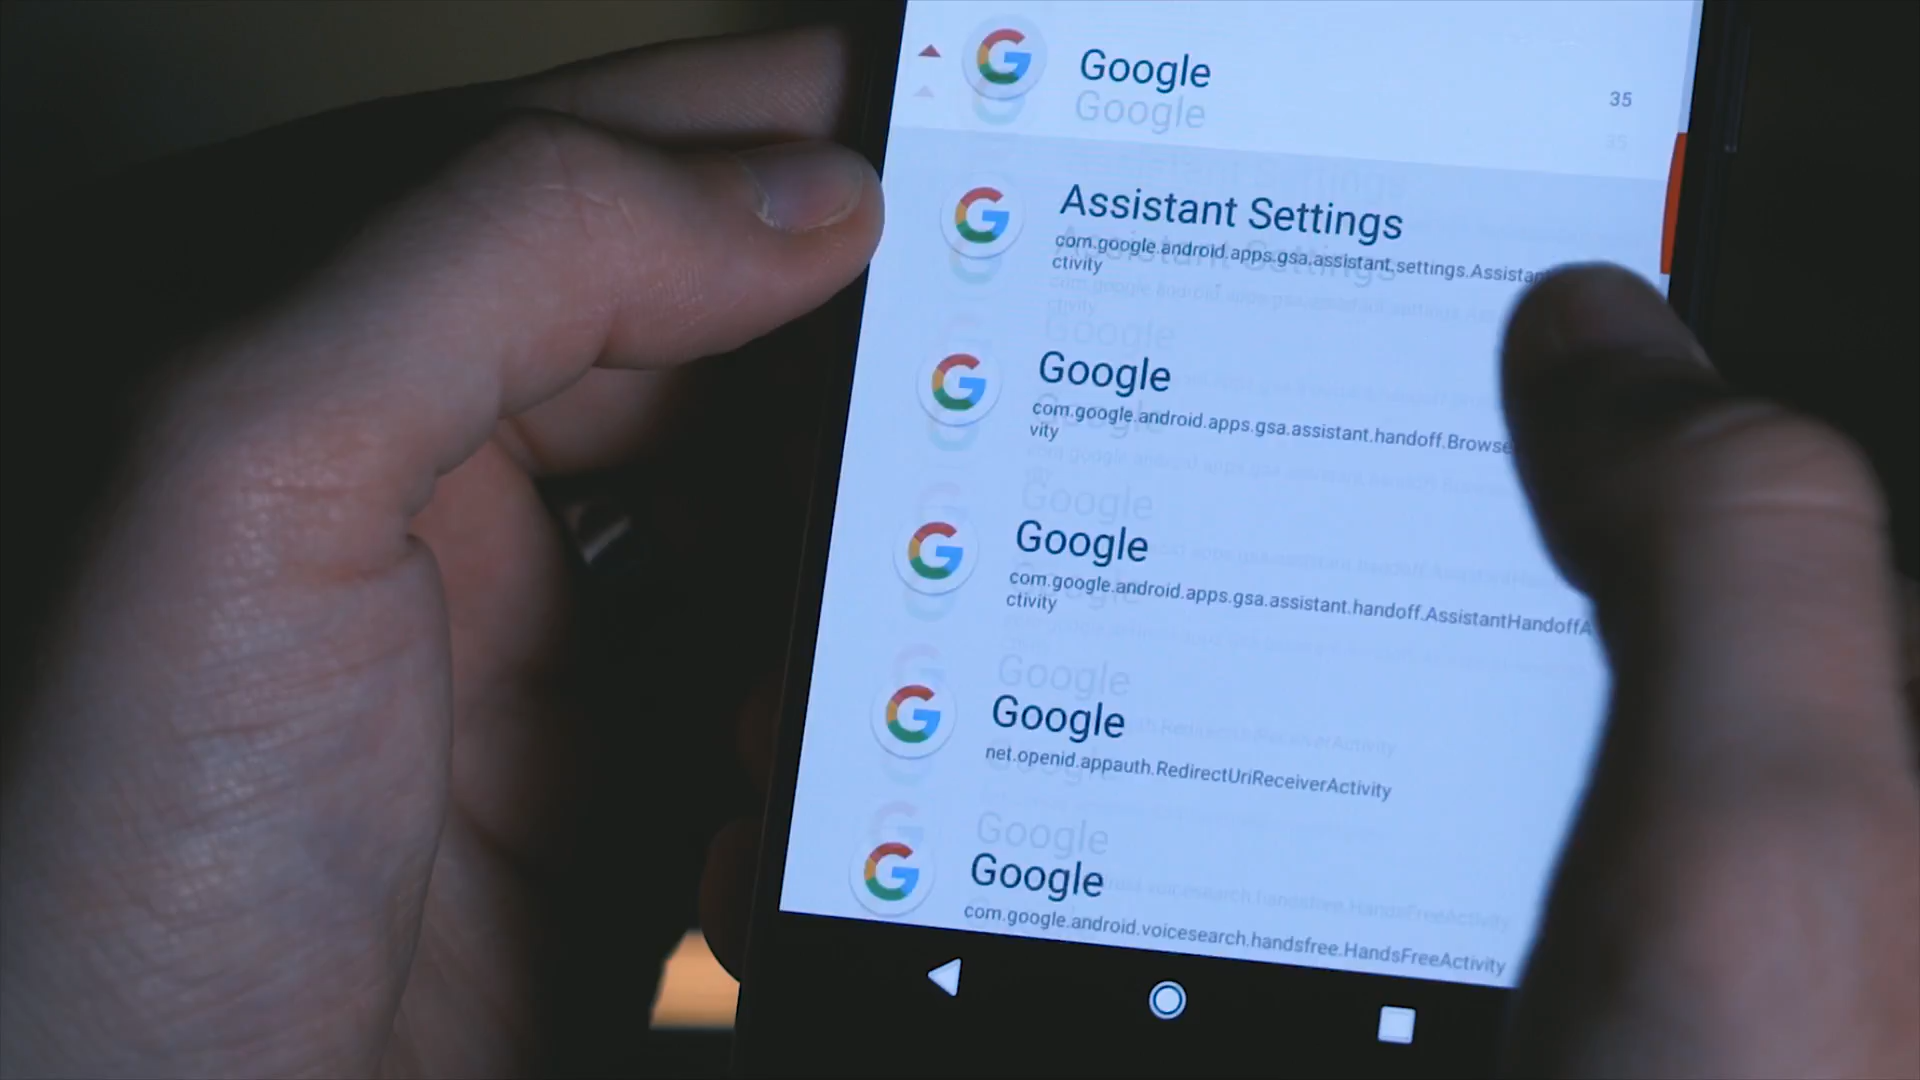 Google
35
Assistant Settings
com.google.android.apps.gsa.assistant.settings.Assistan
ctivity
Google
com.google.android.apps.gsa.assistant.handoff.Browse
vity
Google
com.google.android.apps.gsa.assistant.handoff.AssistantHandoffA
ctivity
Google
net.openid.appauth.RedirectUriReceiverActivity
Google
com.google.android.voicesearch.handsfree.HandsFreeActivity